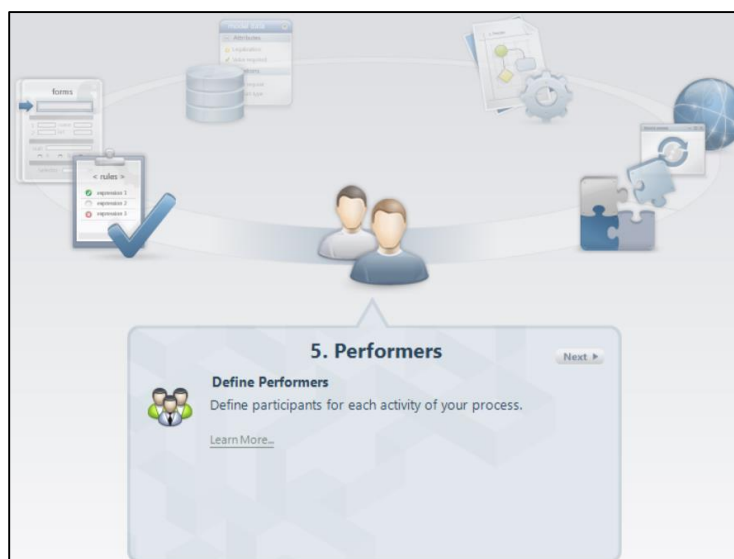 Attributes
forms
< rules >
expression 1
expression 2
expression 3
5. Performers
Next
Define Performers
Define participants for each activity of your process.
Learn More...